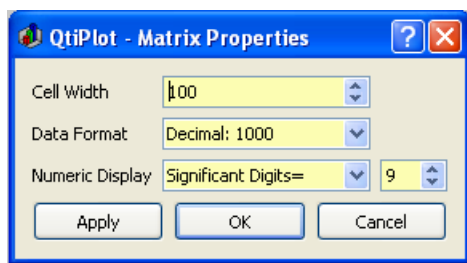 QtiPlot - Matrix Properties
Cell Width 100
Data Format Decimal: 1000
Numeric Display Significant Digits= 9
Apply OK Cancel